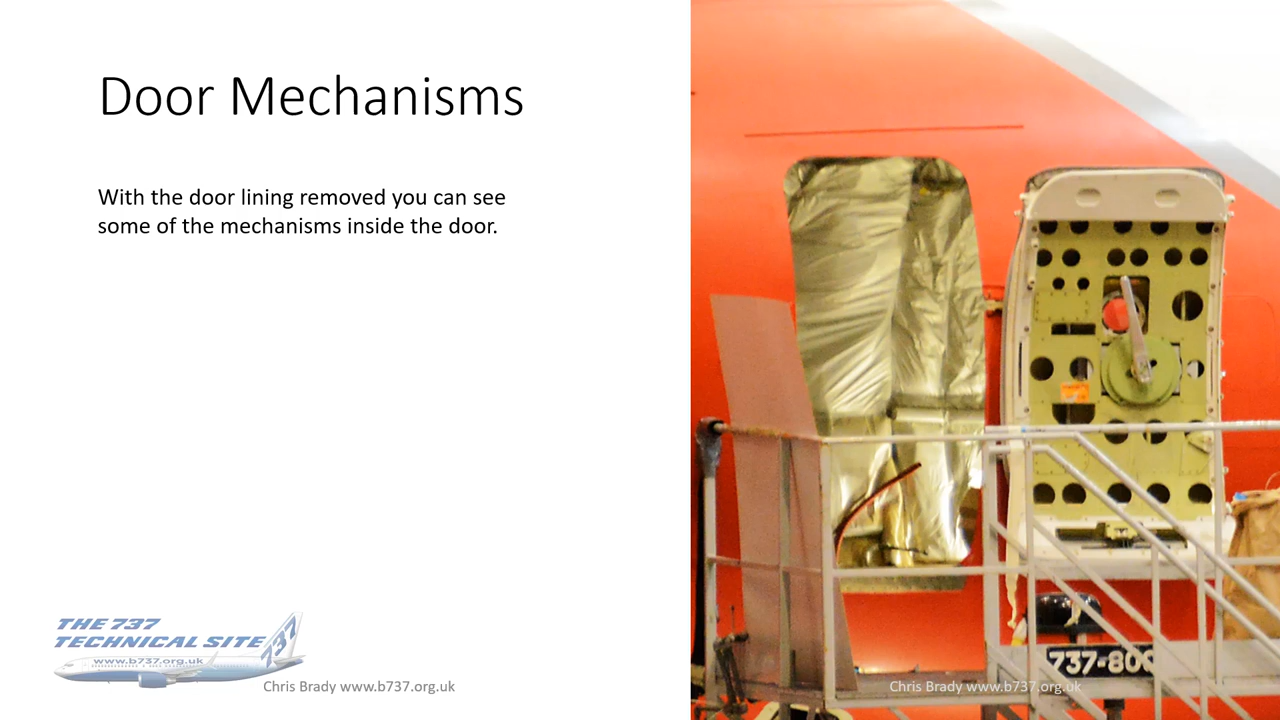 Door Mechanisms
With the door lining removed you can see
some of the mechanisms inside the door.
THE 737
TECHNICAL SITE
737
www.b737.org.uk
Chris Brady www.b737.org.uk
737-800
Chris Brady www.b737.org.uk